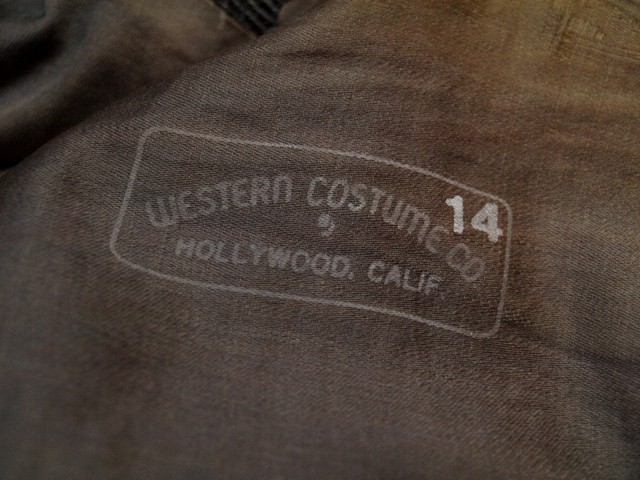 WESTERN COSTUME CO
14
HOLLYWOOD, CALIF.